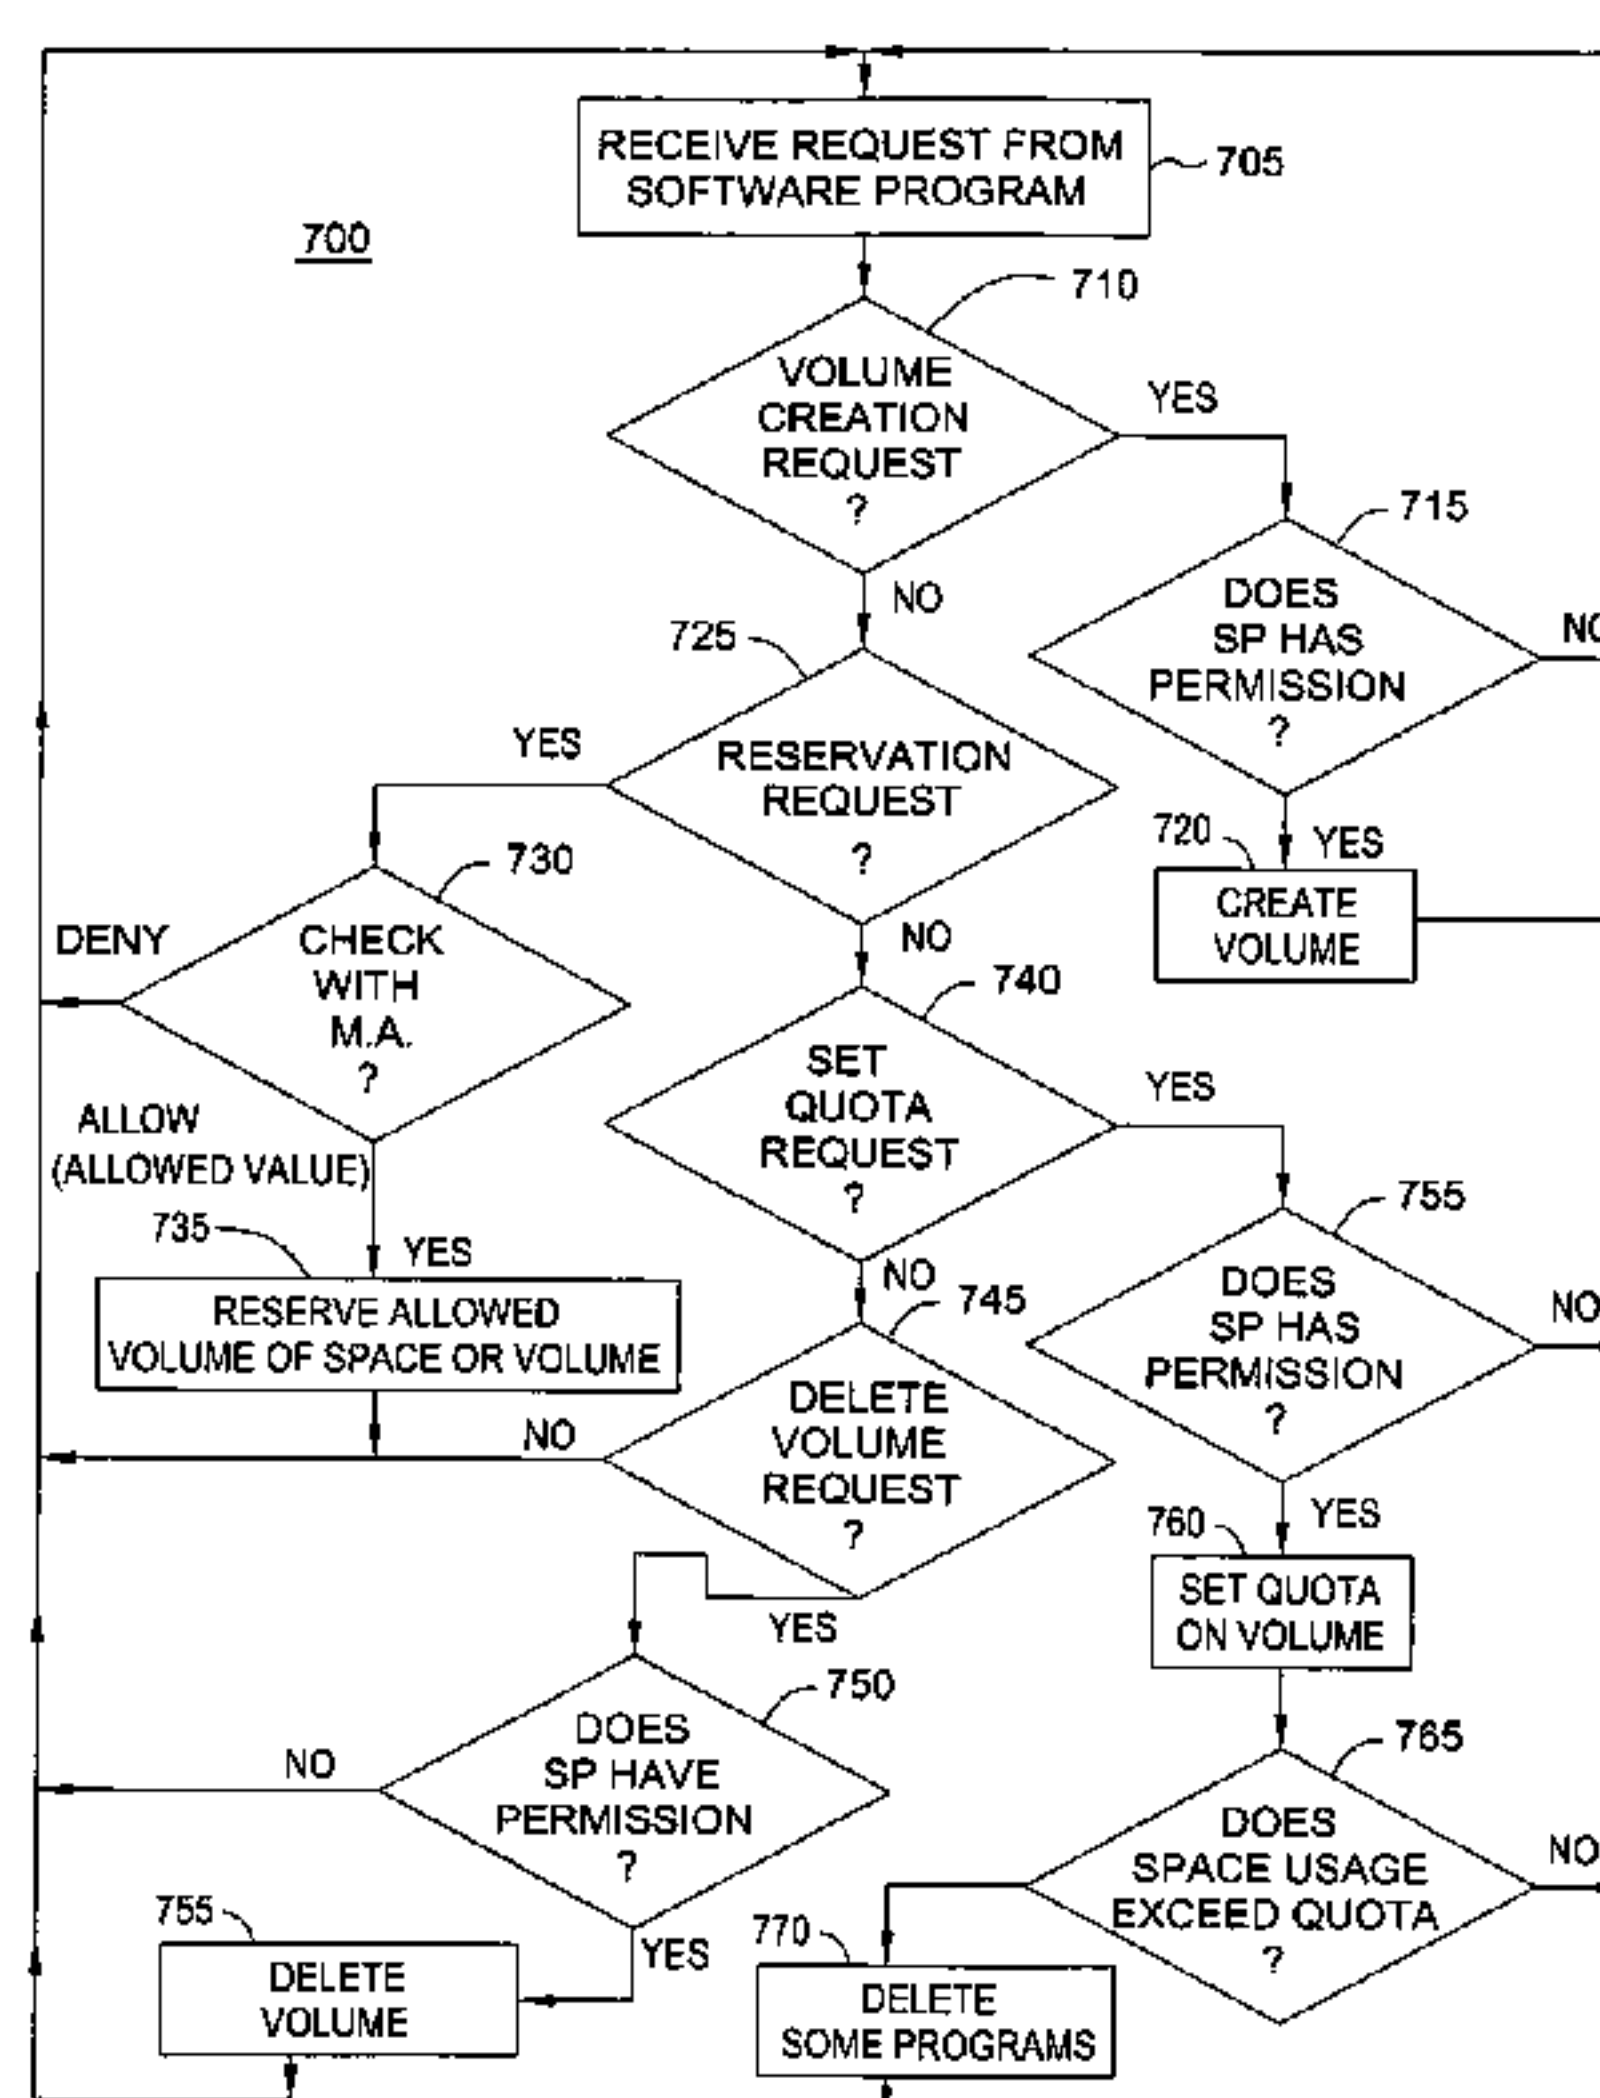 RECEIVE REQUEST FROM
SOFTWARE PROGRAM
705
700
710
VOLUME
CREATION
REQUEST
?
YES
NO
715
DOES
SP HAS
PERMISSION
?
NO
YES
720
CREATE
VOLUME
725
RESERVATION
REQUEST
?
YES
NO
730
CHECK
WITH
M.A.
?
DENY
ALLOW
(ALLOWED VALUE)
YES
735
RESERVE ALLOWED
VOLUME OF SPACE OR VOLUME
740
SET
QUOTA
REQUEST
?
YES
NO
745
DELETE
VOLUME
REQUEST
?
NO
YES
755
DOES
SP HAS
PERMISSION
?
NO
YES
760
SET QUOTA
ON VOLUME
750
DOES
SP HAVE
PERMISSION
?
NO
YES
755
DELETE
VOLUME
765
DOES
SPACE USAGE
EXCEED QUOTA
?
NO
770
DELETE
SOME PROGRAMS